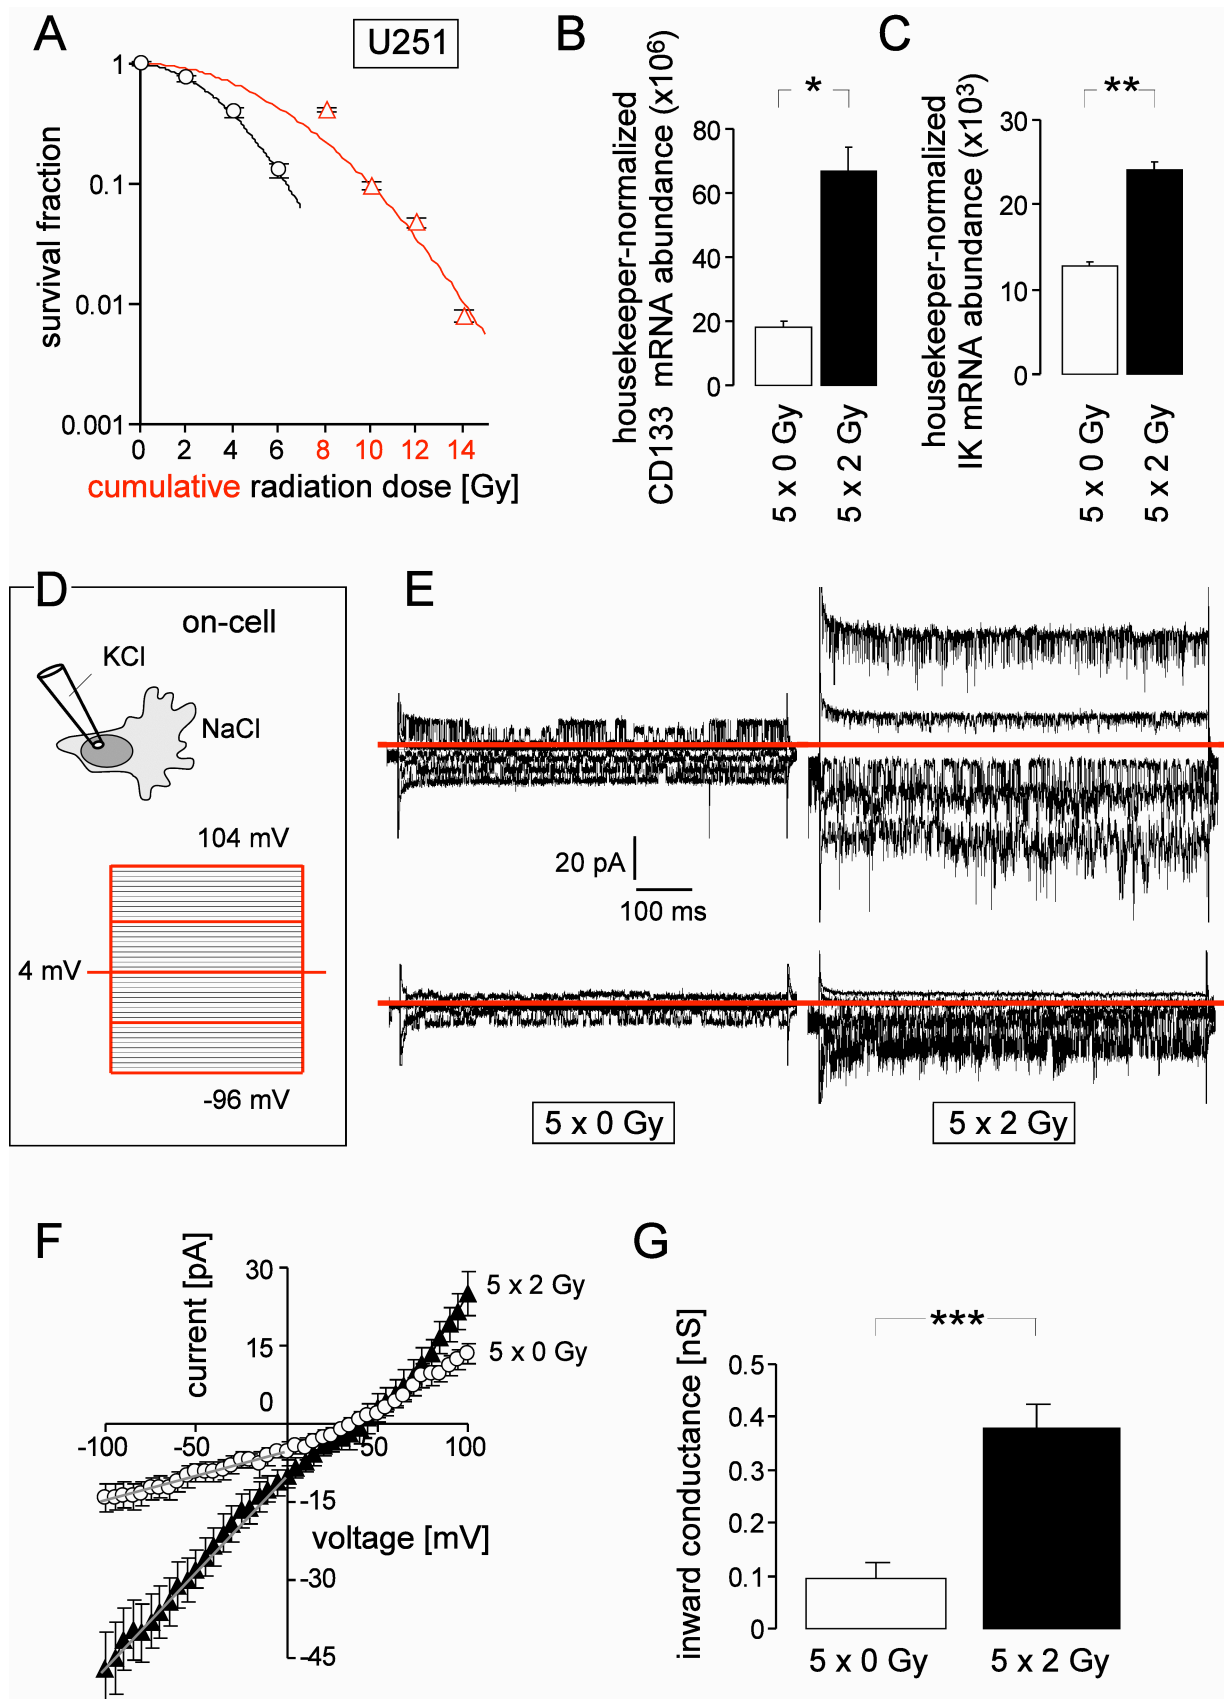 A
U251
1
0.1
0.01
0.001
survival fraction
0 2 4 6 8 10 12 14
cumulative radiation dose [Gy]
B
housekeeper-normalized
CD133 mRNA abundance (x10⁶)
*
80
60
40
20
0
5 x 0 Gy
5 x 2 Gy
C
housekeeper-normalized
IK mRNA abundance (x10³)
**
30
20
10
0
5 x 0 Gy
5 x 2 Gy
D
on-cell
KCl
NaCl
104 mV
4 mV
-96 mV
E
20 pA
100 ms
5 x 0 Gy
5 x 2 Gy
F
current [pA]
30
15
0
-15
-30
-45
-100 -50 50 100
voltage [mV]
5 x 2 Gy
5 x 0 Gy
G
inward conductance [nS]
***
0.5
0.4
0.3
0.2
0.1
0
5 x 0 Gy
5 x 2 Gy